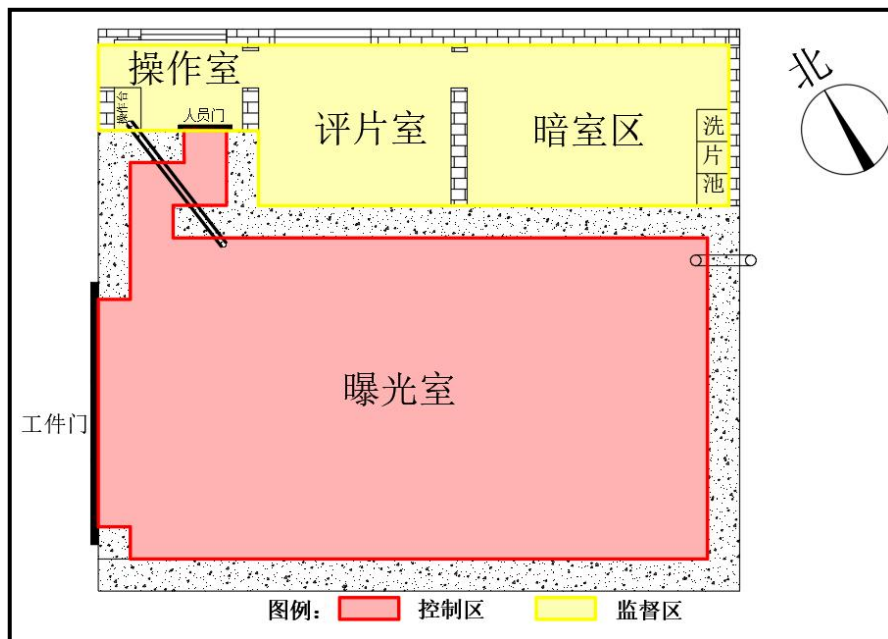 操作室
北
操作台
人员门
评片室
暗室区
洗
片
池
曝光室
工件门
图例: 控制区 监督区